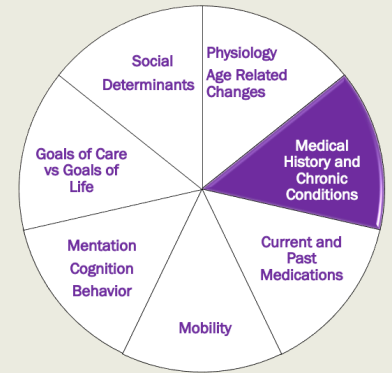 Physiology
Age Related
Changes
Medical
History and
Chronic
Conditions
Current and
Past
Medications
Mobility
Mentation
Cognition
Behavior
Goals of Care
vs Goals of
Life
Social
Determinants